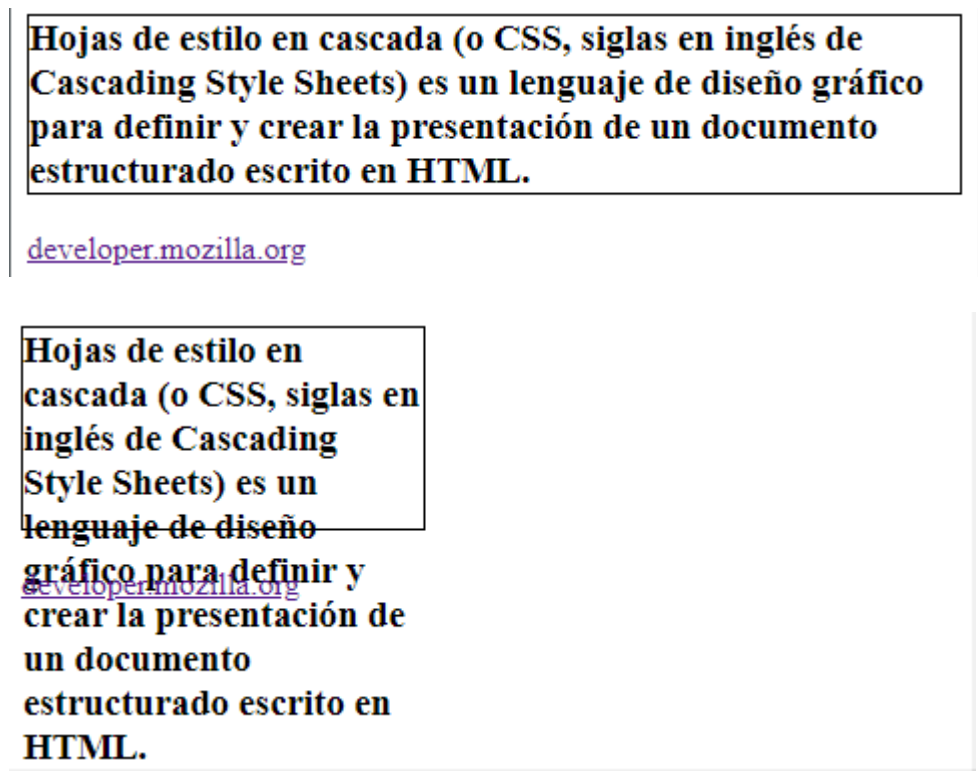 Hojas de estilo en cascada (o CSS, siglas en inglés de
Cascading Style Sheets) es un lenguaje de diseño gráfico
para definir y crear la presentación de un documento
estructurado escrito en HTML.
developer.mozilla.org
Hojas de estilo en
cascada (o CSS, siglas en
inglés de Cascading
Style Sheets) es un
lenguaje de diseño
gráfico para definir y
developer.mozilla.org
crear la presentación de
un documento
estructurado escrito en
HTML.